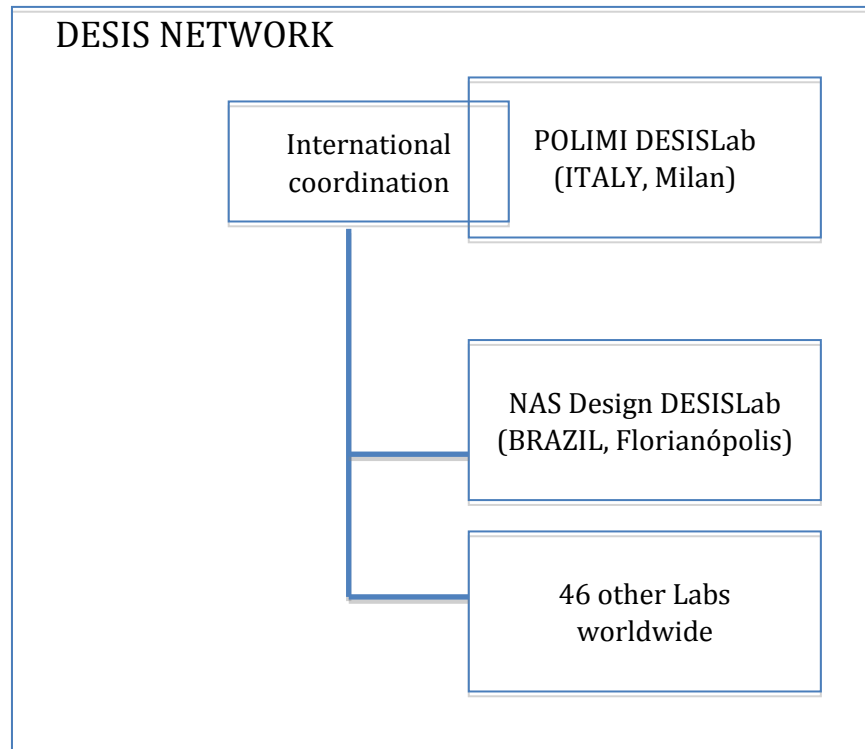 DESIS NETWORK
International
coordination
POLIMI DESISLab
(ITALY, Milan)
NAS Design DESISLab
(BRAZIL, Florianópolis)
46 other Labs
worldwide